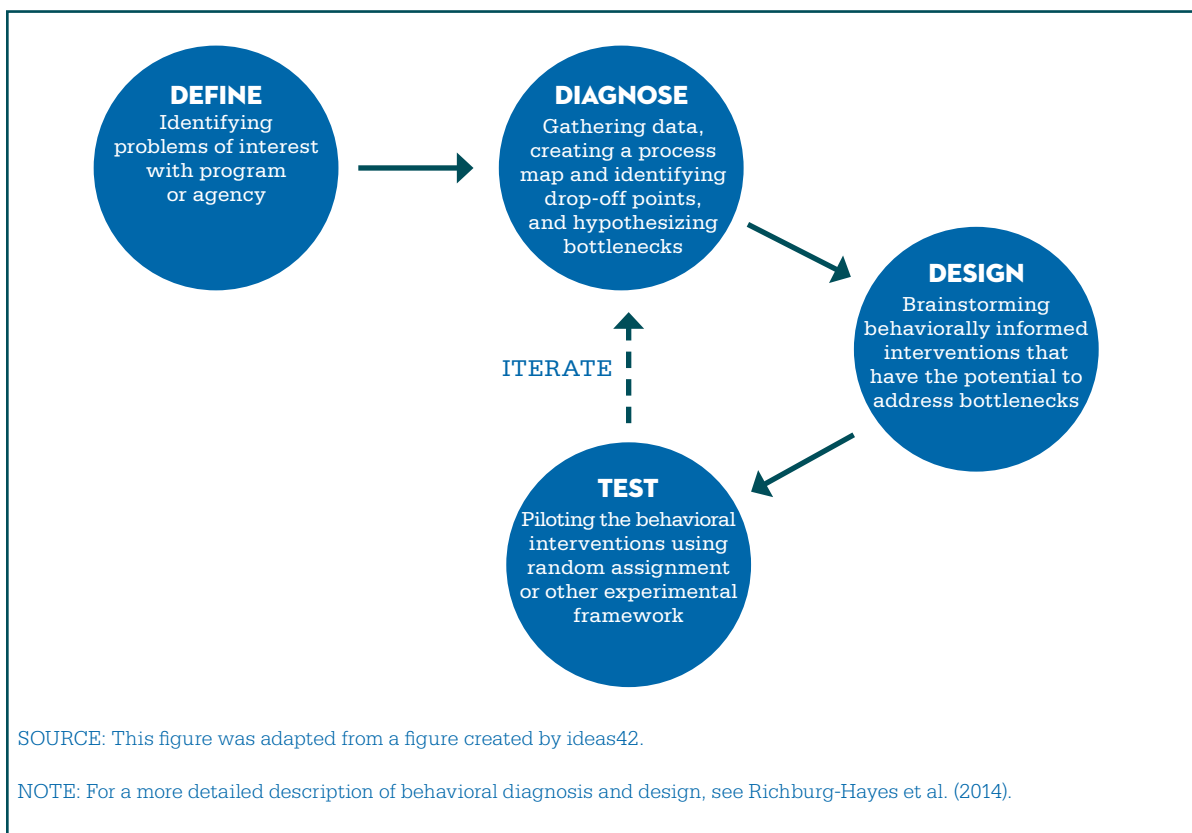 DEFINE
Identifying
problems of interest
with program
or agency
DIAGNOSE
Gathering data,
creating a process
map and identifying
drop-off points,
and hypothesizing
bottlenecks
DESIGN
Brainstorming
behaviorally informed
interventions that
have the potential to
address bottlenecks
ITERATE
TEST
Piloting the behavioral
interventions using
random assignment
or other experimental
framework
SOURCE: This figure was adapted from a figure created by ideas42.
NOTE: For a more detailed description of behavioral diagnosis and design, see Richburg-Hayes et al. (2014).